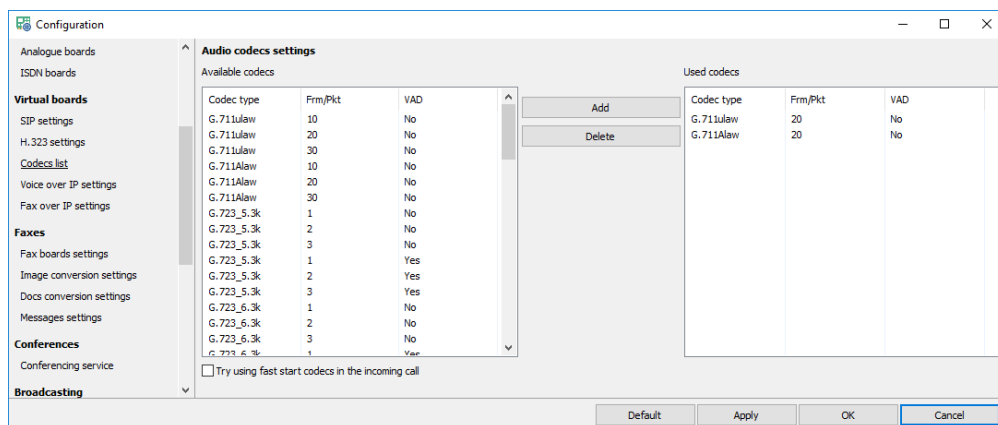 Configuration
Analogue boards
ISDN boards
Virtual boards
SIP settings
H.323 settings
Codecs list
Voice over IP settings
Fax over IP settings
Faxes
Fax boards settings
Image conversion settings
Docs conversion settings
Messages settings
Conferences
Conferencing service
Broadcasting
Audio codecs settings
Available codecs
Codec type Frm/Pkt VAD
G.711ulaw 10 No
G.711ulaw 20 No
G.711ulaw 30 No
G.711Alaw 10 No
G.711Alaw 20 No
G.711Alaw 30 No
G.723_5.3k 1 No
G.723_5.3k 2 No
G.723_5.3k 3 No
G.723_5.3k 1 Yes
G.723_5.3k 2 Yes
G.723_5.3k 3 Yes
G.723_6.3k 1 No
G.723_6.3k 2 No
G.723_6.3k 3 No
G.723_6.3k 1 Yes
Try using fast start codecs in the incoming call
Add
Delete
Used codecs
Codec type Frm/Pkt VAD
G.711ulaw 20 No
G.711Alaw 20 No
Default Apply OK Cancel